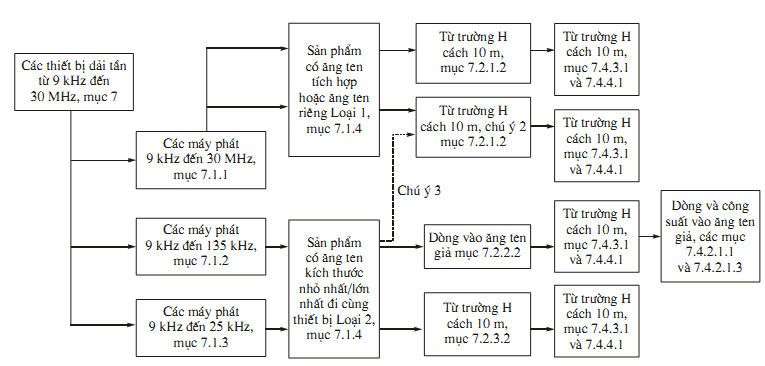 Các thiết bị dải tần
từ 9 kHz đến
30 MHz, mục 7
Các máy phát
9 kHz đến 30 MHz,
mục 7.1.1
Các máy phát
9 kHz đến 135 kHz,
mục 7.1.2
Các máy phát
9 kHz đến 25 kHz,
mục 7.1.3
Sản phẩm
có ăng ten
tích hợp
hoặc ăng ten
riêng Loại 1,
mục 7.1.4
Sản phẩm
có ăng ten
kích thước
nhỏ nhất/lớn
nhất đi cùng
thiết bị Loại 2,
mục 7.1.4
Từ trường H
cách 10 m,
mục 7.2.1.2
Từ trường H
cách 10 m, chú ý 2
mục 7.2.1.2
Chú ý 3
Dòng vào ăng ten
giả mục 7.2.2.2
Từ trường H
cách 10 m,
mục 7.2.3.2
Từ trường H
cách 10 m,
mục 7.4.3.1
và 7.4.4.1
Từ trường H
cách 10 m,
mục 7.4.3.1
và 7.4.4.1
Từ trường H
cách 10 m,
mục 7.4.3.1
và 7.4.4.1
Từ trường H
cách 10 m,
mục 7.4.3.1
và 7.4.4.1
Dòng và công
suất vào ăng ten
giả, các mục
7.4.2.1.1
và 7.4.2.1.3